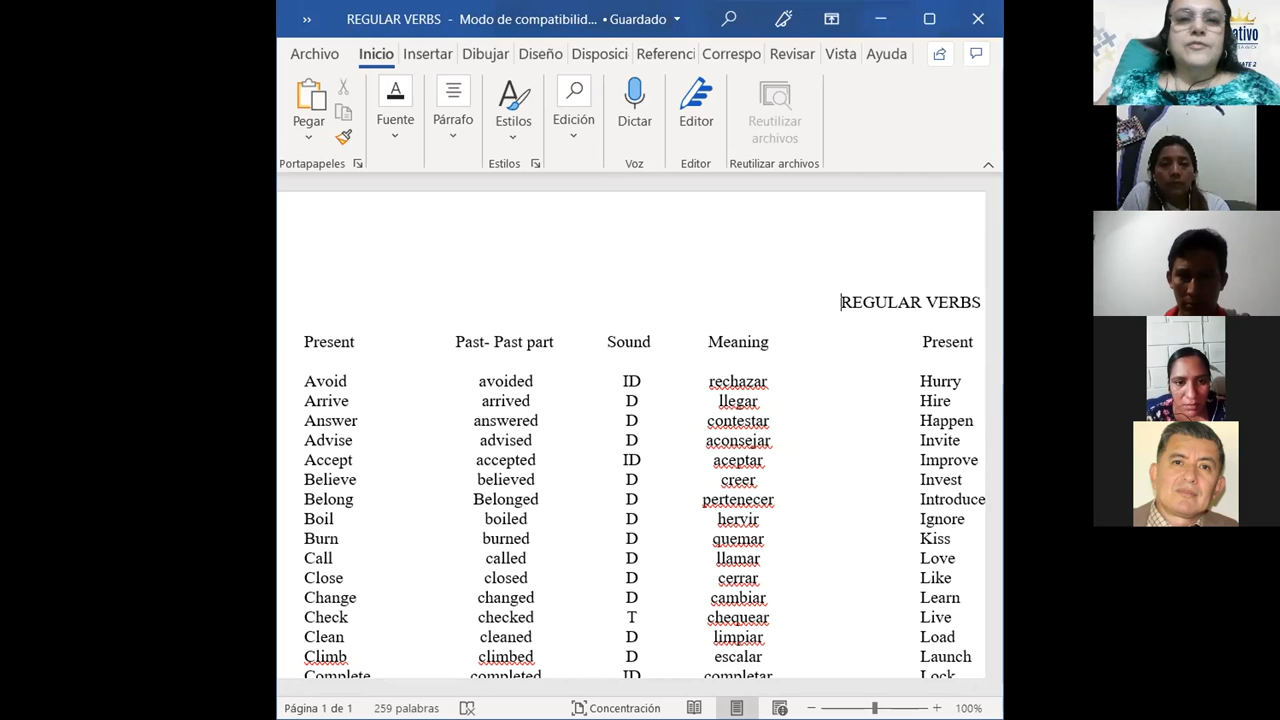 REGULAR VERBS - Modo de compatibilid... • Guardado
Archivo Inicio Insertar Dibujar Diseño Disposici Referenci Correspo Revisar Vista Ayuda
Pegar Fuente Párrafo Estilos Edición Dictar Editor Reutilizar archivos
Portapapeles Estilos Voz Editor Reutilizar archivos
REGULAR VERBS
Present Past- Past part Sound Meaning Present
Avoid avoided ID rechazar Hurry
Arrive arrived D llegar Hire
Answer answered D contestar Happen
Advise advised D aconsejar Invite
Accept accepted ID aceptar Improve
Believe believed D creer Invest
Belong Belonged D pertenecer Introduce
Boil boiled D hervir Ignore
Burn burned D quemar Kiss
Call called D llamar Love
Close closed D cerrar Like
Change changed D cambiar Learn
Check checked T chequear Live
Clean cleaned D limpiar Load
Climb climbed D escalar Launch
Complete completed ID completar Lock
Página 1 de 1 259 palabras Concentración 100%